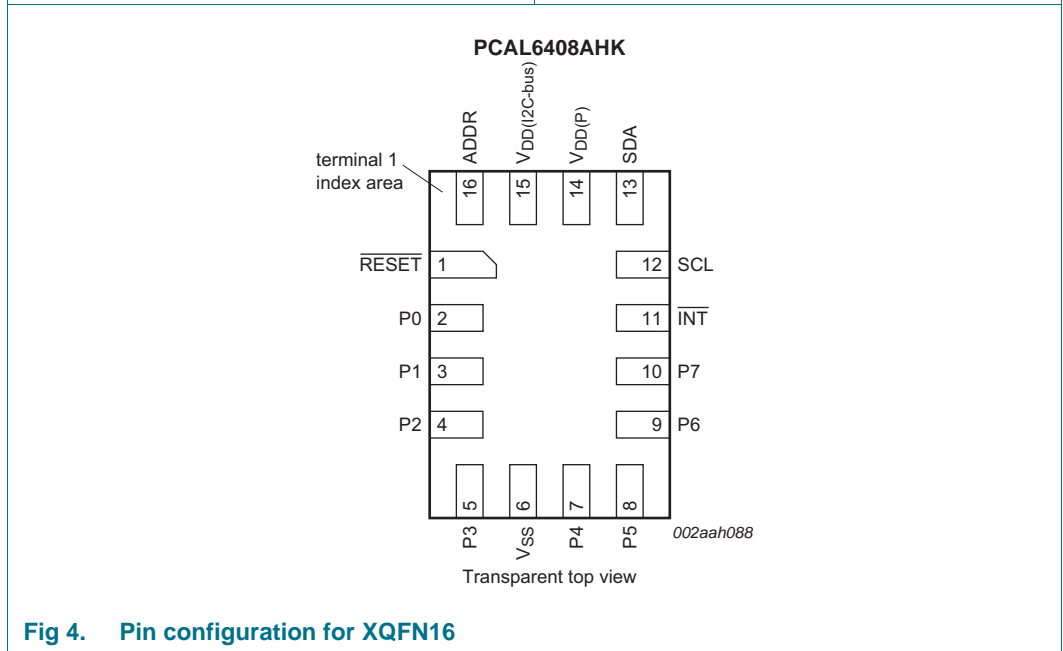 PCAL6408AHK
ADDR
VDD(I2C-bus)
VDD(P)
SDA
terminal 1
index area
16
15
14
13
RESET 1
12 SCL
P0 2
11 INT
P1 3
10 P7
P2 4
9 P6
5
6
7
8
P3
VSS
P4
P5
002aah088
Transparent top view
Fig 4. Pin configuration for XQFN16